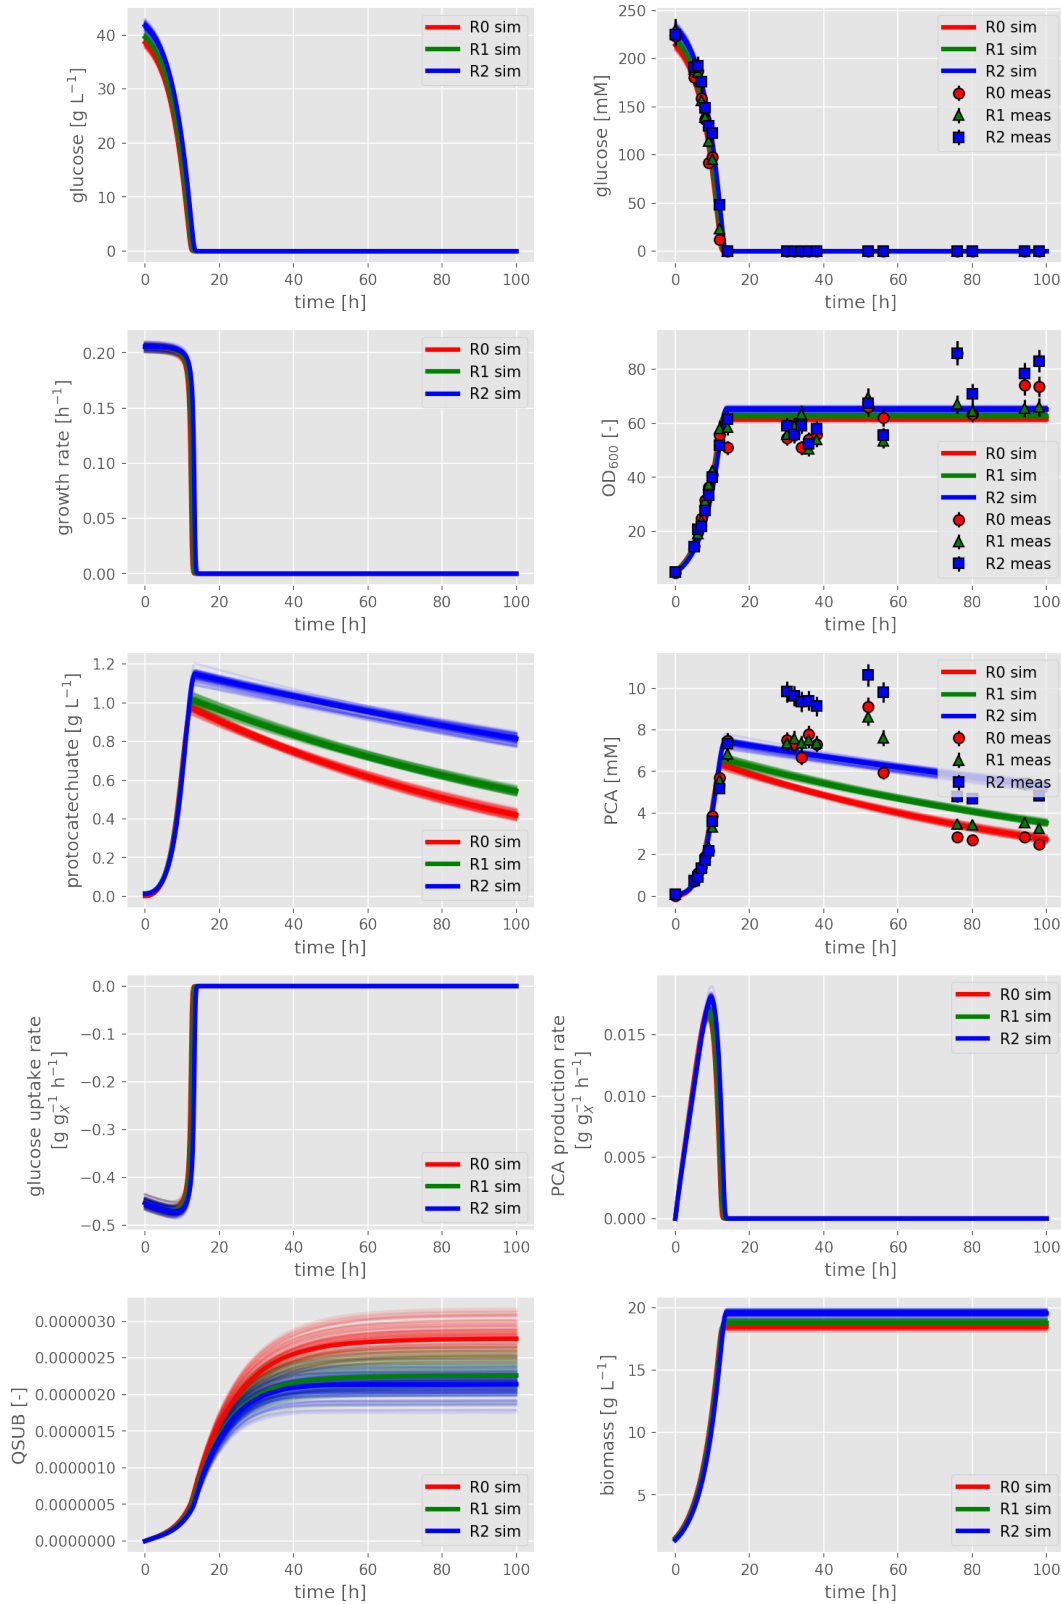 glucose [g L⁻¹]
40
30
20
10
0
0 20 40 60 80 100
time [h]
R0 sim
R1 sim
R2 sim
glucose [mM]
250
200
150
100
50
0
0 20 40 60 80 100
time [h]
R0 sim
R1 sim
R2 sim
R0 meas
R1 meas
R2 meas
growth rate [h⁻¹]
0.20
0.15
0.10
0.05
0.00
0 20 40 60 80 100
time [h]
R0 sim
R1 sim
R2 sim
OD₆₀₀ [-]
80
60
40
20
0 20 40 60 80 100
time [h]
R0 sim
R1 sim
R2 sim
R0 meas
R1 meas
R2 meas
protocatechuate [g L⁻¹]
1.2
1.0
0.8
0.6
0.4
0.2
0.0
0 20 40 60 80 100
time [h]
R0 sim
R1 sim
R2 sim
PCA [mM]
10
8
6
4
2
0
0 20 40 60 80 100
time [h]
R0 sim
R1 sim
R2 sim
R0 meas
R1 meas
R2 meas
glucose uptake rate
[g g_X⁻¹ h⁻¹]
0.0
−0.1
−0.2
−0.3
−0.4
−0.5
0 20 40 60 80 100
time [h]
R0 sim
R1 sim
R2 sim
PCA production rate
[g g_X⁻¹ h⁻¹]
0.015
0.010
0.005
0.000
0 20 40 60 80 100
time [h]
R0 sim
R1 sim
R2 sim
QSUB [-]
0.0000030
0.0000025
0.0000020
0.0000015
0.0000010
0.0000005
0.0000000
0 20 40 60 80 100
time [h]
R0 sim
R1 sim
R2 sim
biomass [g L⁻¹]
20
15
10
5
0 20 40 60 80 100
time [h]
R0 sim
R1 sim
R2 sim